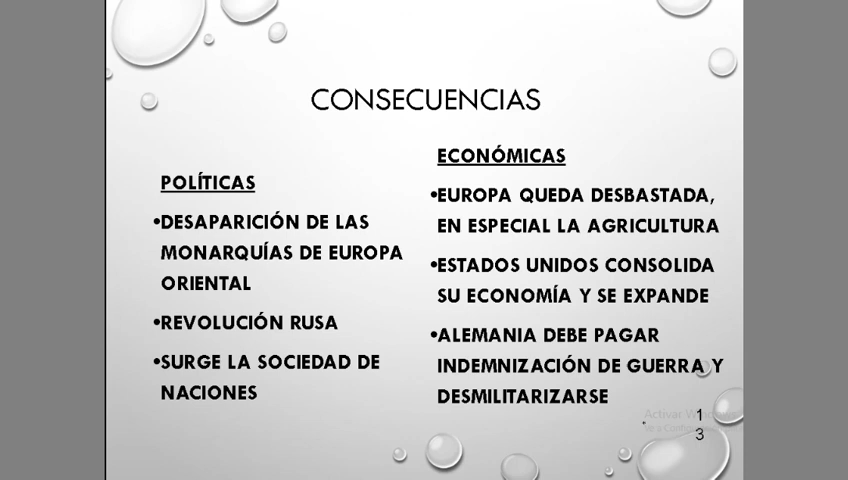 CONSECUENCIAS
POLÍTICAS
•DESAPARICIÓN DE LAS
MONARQUÍAS DE EUROPA
ORIENTAL
•REVOLUCIÓN RUSA
•SURGE LA SOCIEDAD DE
NACIONES
ECONÓMICAS
•EUROPA QUEDA DESBASTADA,
EN ESPECIAL LA AGRICULTURA
•ESTADOS UNIDOS CONSOLIDA
SU ECONOMÍA Y SE EXPANDE
•ALEMANIA DEBE PAGAR
INDEMNIZACIÓN DE GUERRA Y
DESMILITARIZARSE
Activar Windows
1
3